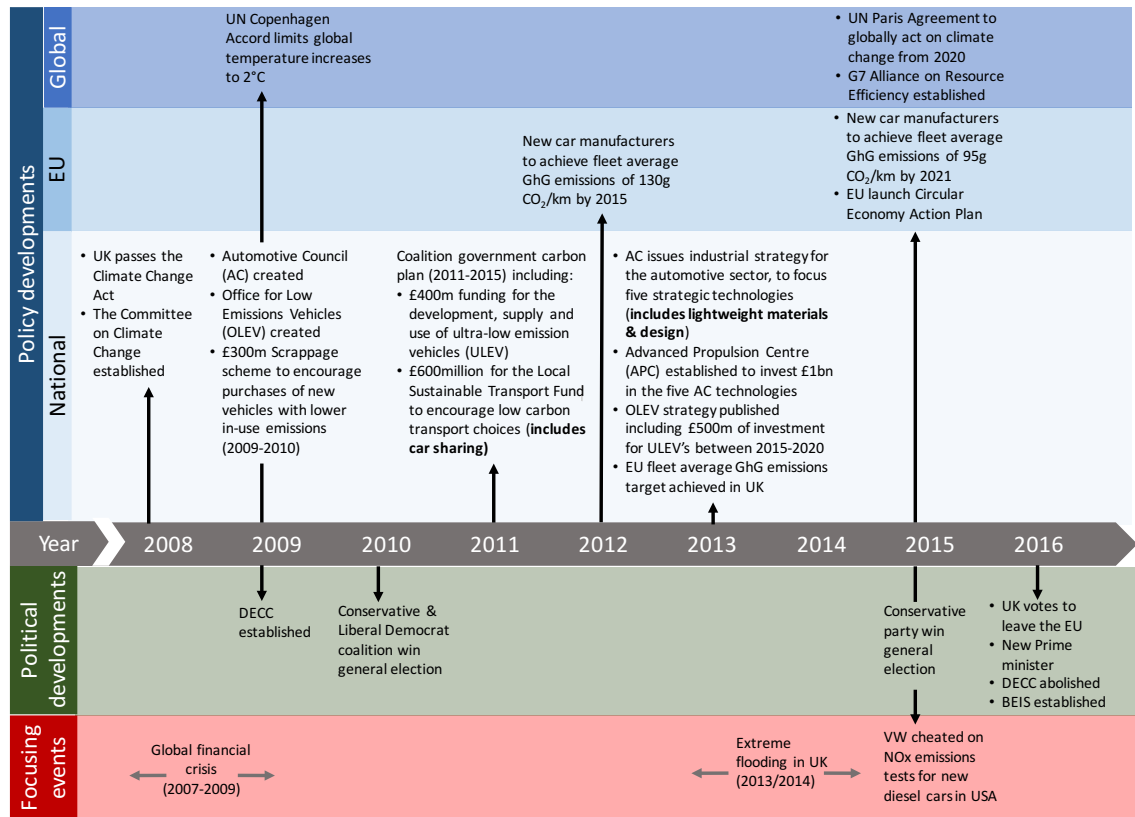 Policy developments
Global
UN Copenhagen
Accord limits global
temperature increases
to 2°C
• UN Paris Agreement to
globally act on climate
change from 2020
• G7 Alliance on Resource
Efficiency established
EU
New car manufacturers
to achieve fleet average
GhG emissions of 130g
CO₂/km by 2015
• New car manufacturers
to achieve fleet average
GhG emissions of 95g
CO₂/km by 2021
• EU launch Circular
Economy Action Plan
National
• UK passes the
Climate Change
Act
• The Committee
on Climate
Change
established
• Automotive Council
(AC) created
• Office for Low
Emissions Vehicles
(OLEV) created
• £300m Scrappage
scheme to encourage
purchases of new
vehicles with lower
in-use emissions
(2009-2010)
Coalition government carbon
plan (2011-2015) including:
• £400m funding for the
development, supply and
use of ultra-low emission
vehicles (ULEV)
• £600million for the Local
Sustainable Transport Fund
to encourage low carbon
transport choices (includes
car sharing)
• AC issues industrial strategy for
the automotive sector, to focus
five strategic technologies
(includes lightweight materials
& design)
• Advanced Propulsion Centre
(APC) established to invest £1bn
in the five AC technologies
• OLEV strategy published
including £500m of investment
for ULEV's between 2015-2020
• EU fleet average GhG emissions
target achieved in UK
Year 2008 2009 2010 2011 2012 2013 2014 2015 2016
Political
developments
DECC
established
Conservative &
Liberal Democrat
coalition win
general election
Conservative
party win
general
election
• UK votes to
leave the EU
• New Prime
minister
• DECC abolished
• BEIS established
Focusing
events
Global financial
crisis
(2007-2009)
Extreme
flooding in UK
(2013/2014)
VW cheated on
NOx emissions
tests for new
diesel cars in USA